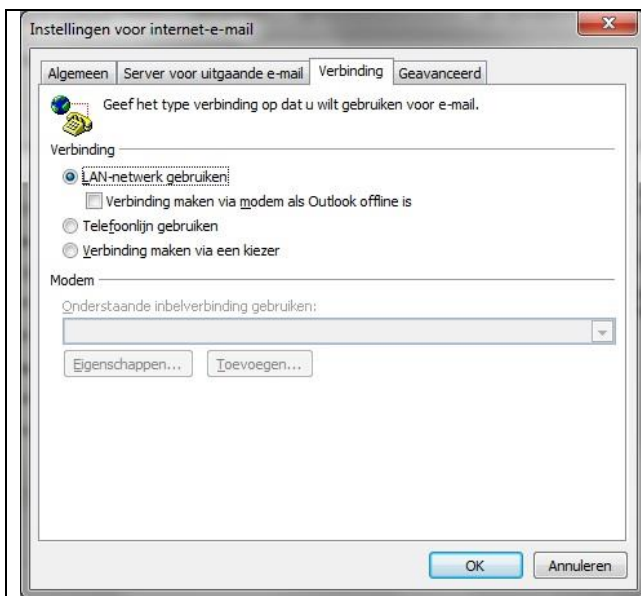 Instellingen voor internet-e-mail
Algemeen Server voor uitgaande e-mail Verbinding Geavanceerd
Geef het type verbinding op dat u wilt gebruiken voor e-mail.
Verbinding
LAN-netwerk gebruiken
Verbinding maken via modem als Outlook offline is
Telefoonlijn gebruiken
Verbinding maken via een kiezer
Modem
Onderstaande inbelverbinding gebruiken:
Eigenschappen... Toevoegen...
OK Annuleren